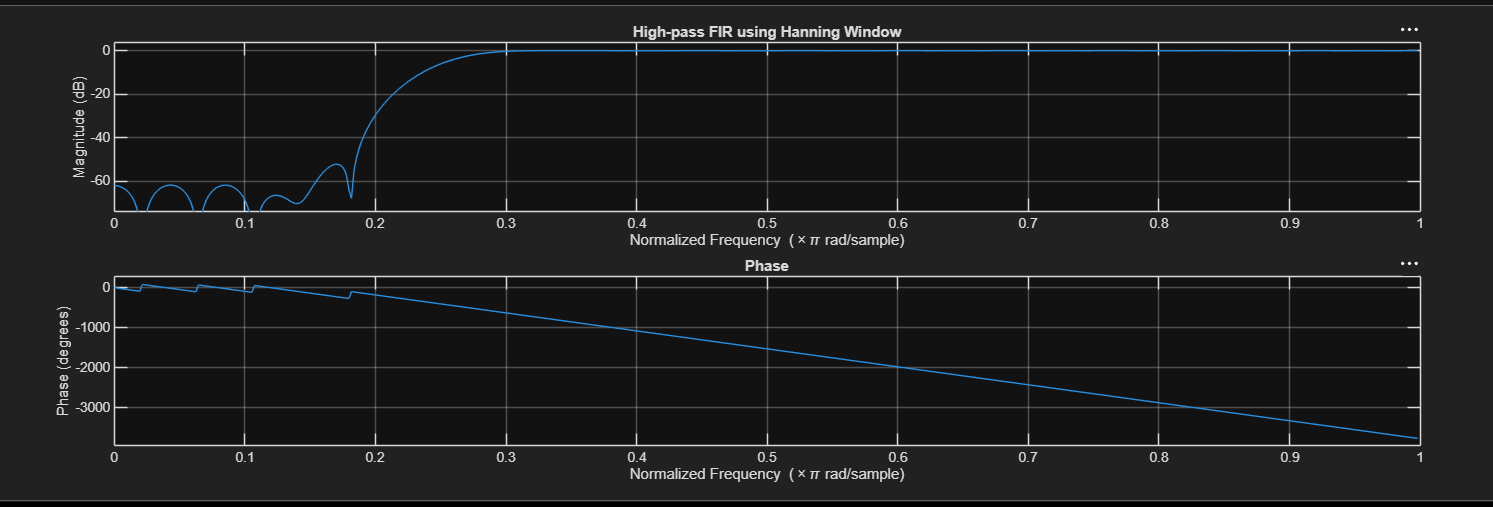 High-pass FIR using Hanning Window
0
-20
-40
-60
Magnitude (dB)
0 0.1 0.2 0.3 0.4 0.5 0.6 0.7 0.8 0.9 1
Normalized Frequency (×π rad/sample)
Phase
0
-1000
-2000
-3000
Phase (degrees)
0 0.1 0.2 0.3 0.4 0.5 0.6 0.7 0.8 0.9 1
Normalized Frequency (×π rad/sample)